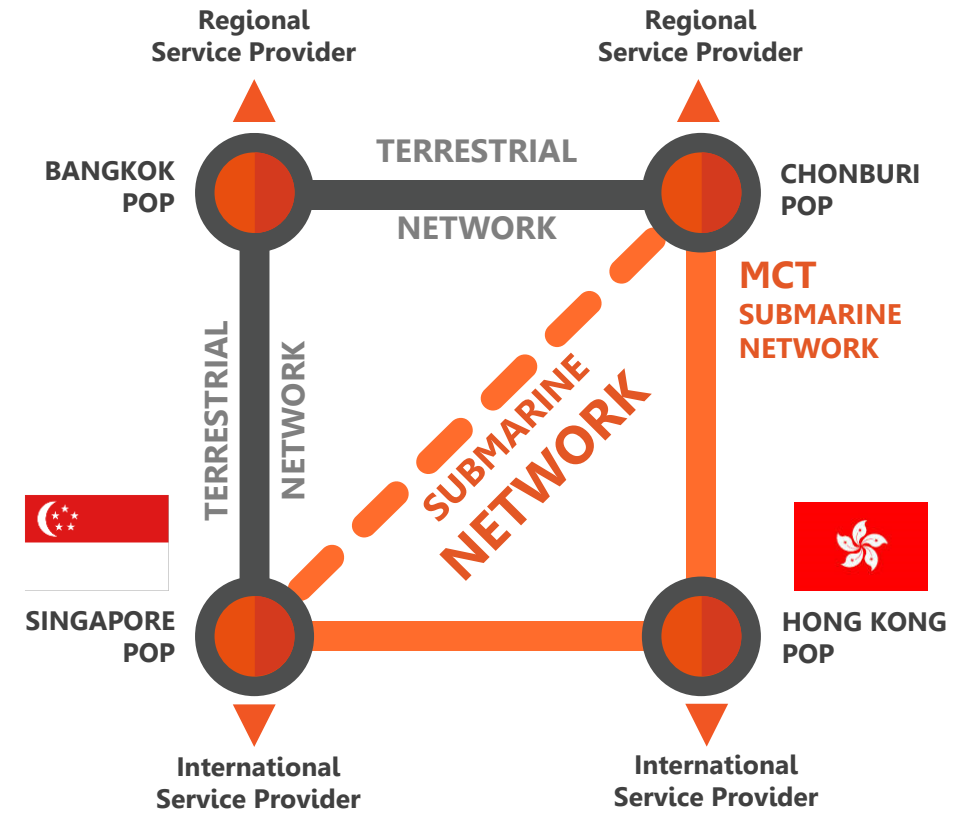 Regional
Service Provider
Regional
Service Provider
BANGKOK
POP
TERRESTRIAL
NETWORK
CHONBURI
POP
MCT
SUBMARINE
NETWORK
TERRESTRIAL
NETWORK
SUBMARINE
NETWORK
SINGAPORE
POP
HONG KONG
POP
International
Service Provider
International
Service Provider